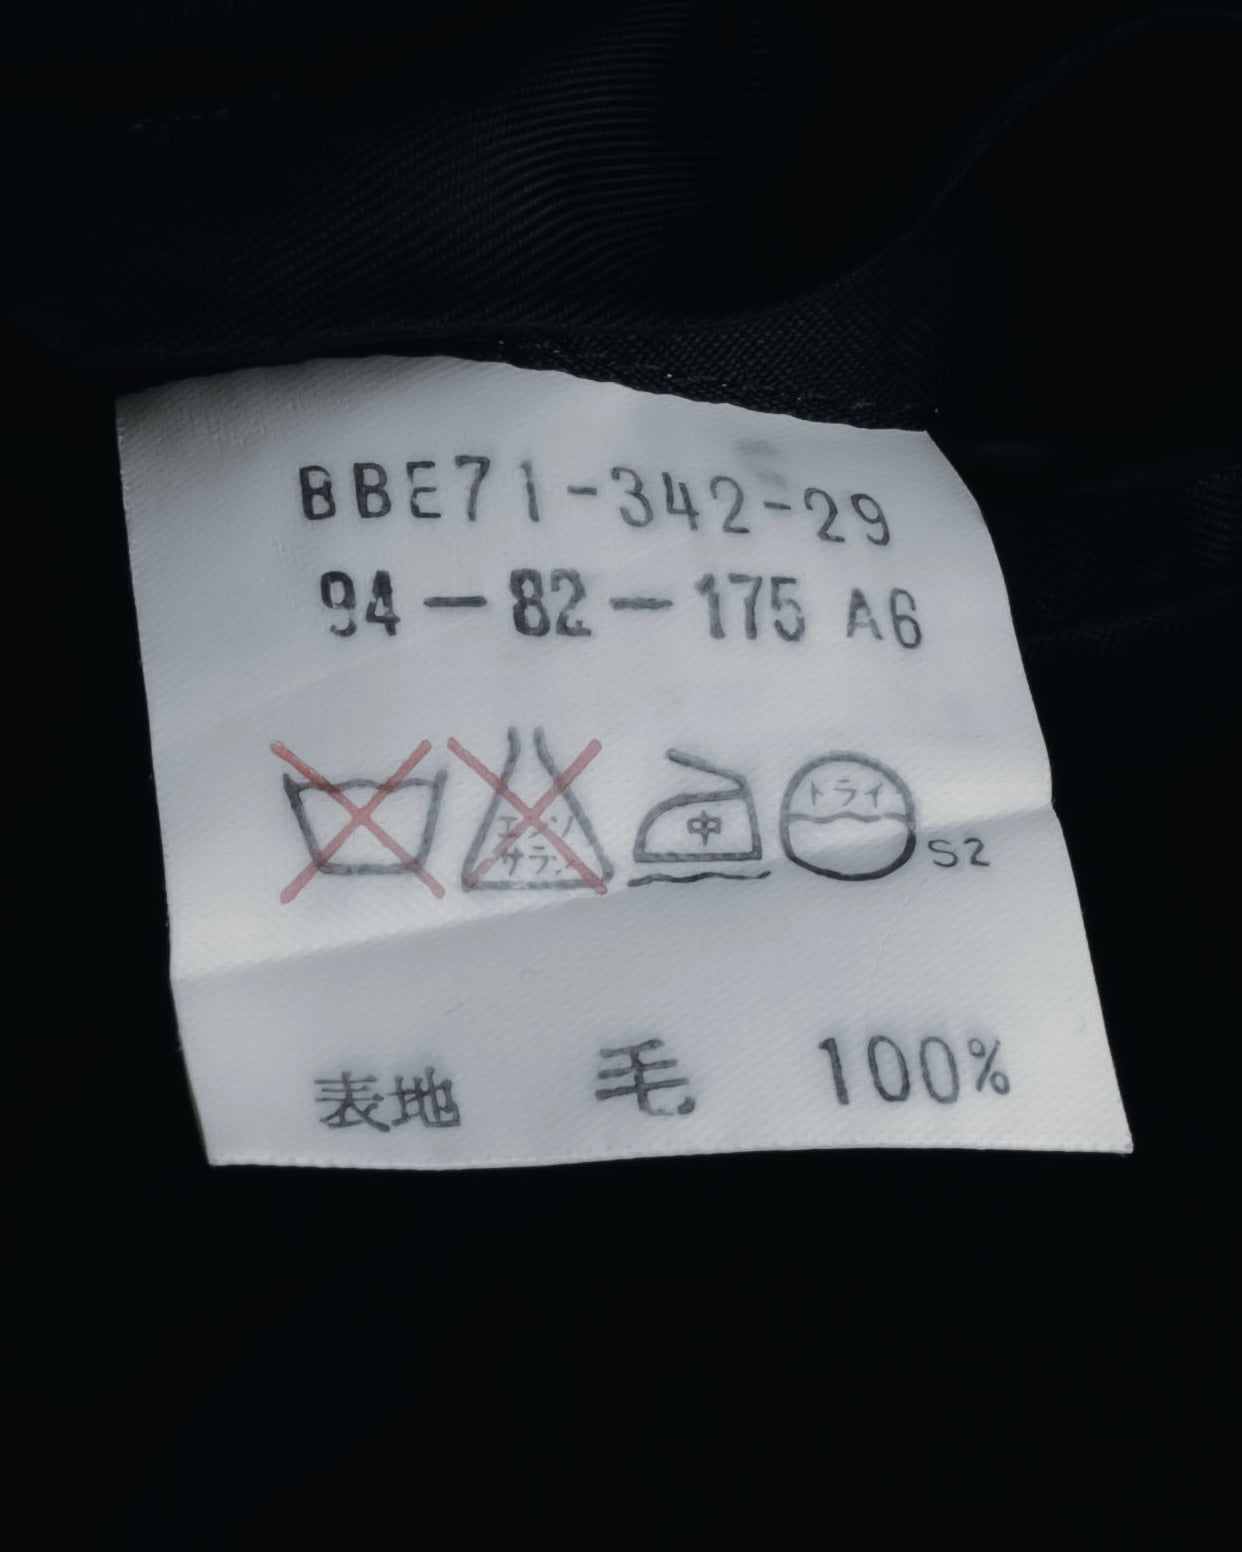 BBE71-342-29
94-82-175 A6
エンソ
サラシ
中
トライ
S2
表地 毛 100%